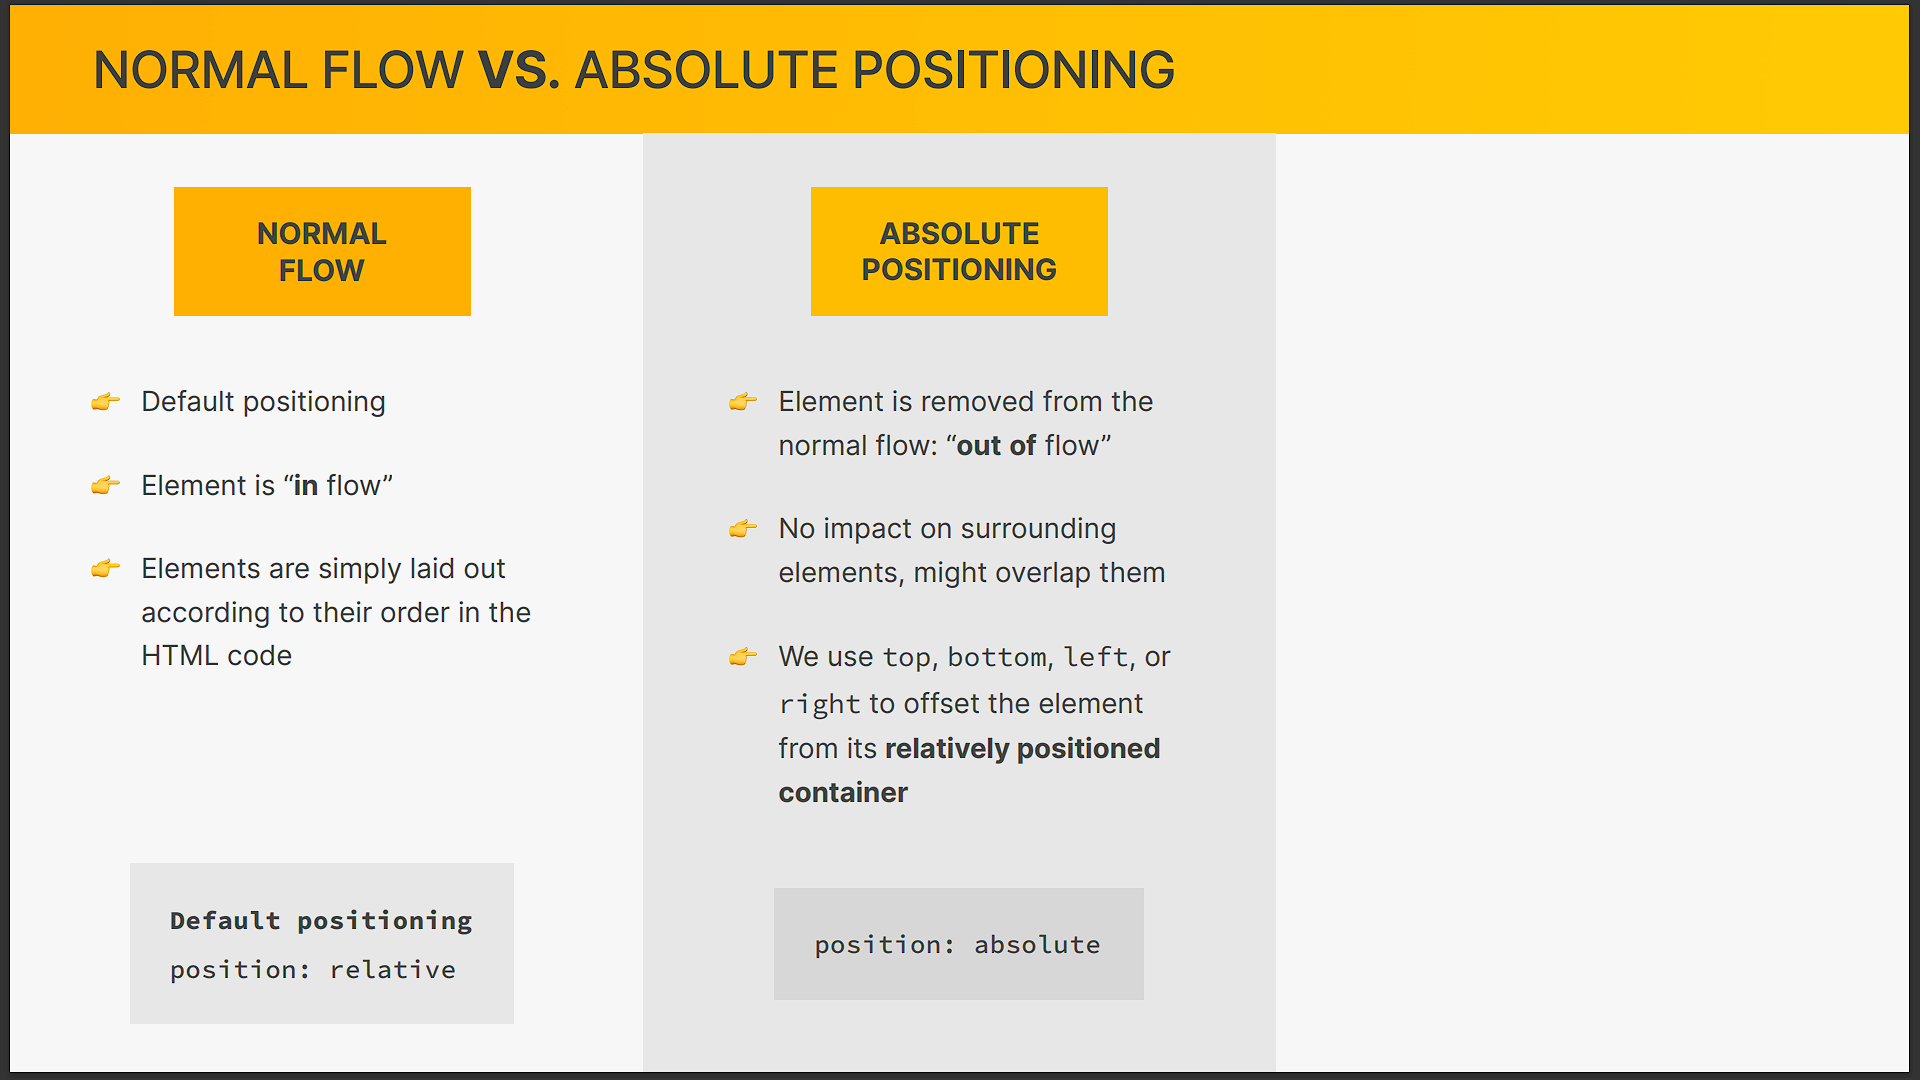 NORMAL FLOW VS. ABSOLUTE POSITIONING
NORMAL
FLOW
👉 Default positioning
👉 Element is “in flow”
👉 Elements are simply laid out
according to their order in the
HTML code
Default positioning
position: relative
ABSOLUTE
POSITIONING
👉 Element is removed from the
normal flow: “out of flow”
👉 No impact on surrounding
elements, might overlap them
👉 We use top, bottom, left, or
right to offset the element
from its relatively positioned
container
position: absolute